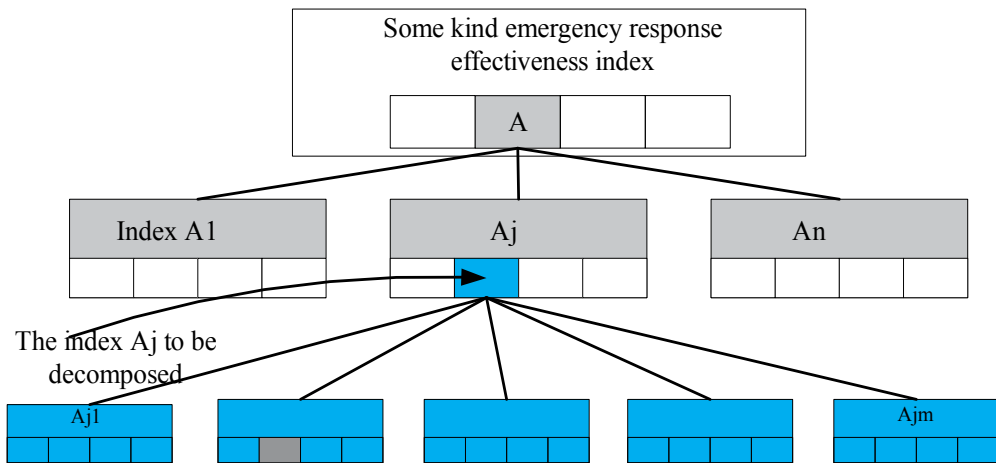 Some kind emergency response
effectiveness index
A
Index A1
Aj
An
The index Aj to be
decomposed
Aj1
Ajm